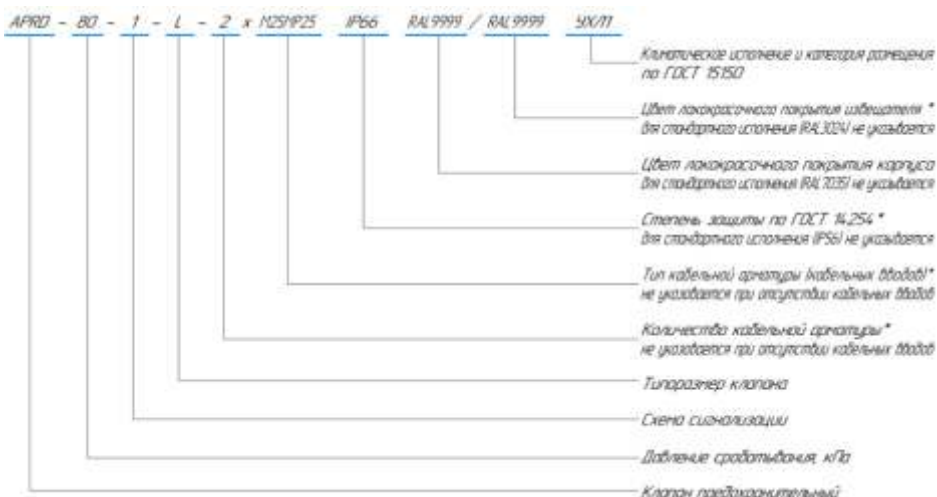 APRD - 80 - 1 - L - 2 x M25MP25 IP66 RAL9999 / RAL9999 УХЛ1
Климатическое исполнение и категория размещения
по ГОСТ 15150
Цвет лакокрасочного покрытия извещателя *
для стандартного исполнения (RAL3024) не указывается
Цвет лакокрасочного покрытия корпуса
для стандартного исполнения (RAL7035) не указывается
Степень защиты по ГОСТ 14254 *
для стандартного исполнения (IP56) не указывается
Тип кабельной арматуры (кабельных вводов)*
не указывается при отсутствии кабельных вводов
Количество кабельной арматуры*
не указывается при отсутствии кабельных вводов
Типоразмер клапана
Схема сигнализации
Давление срабатывания, кПа
Клапан предохранительный